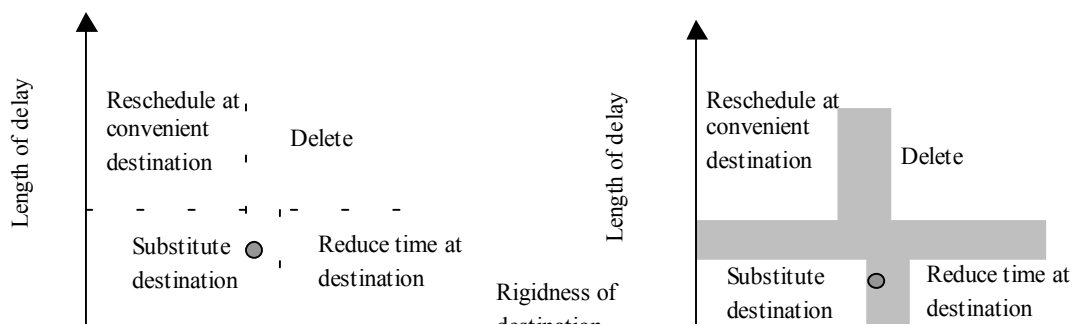 Length of delay
Reschedule at
convenient
destination
Delete
Substitute
destination
Reduce time at
destination
Rigidness of
destination
Length of delay
Reschedule at
convenient
destination
Delete
Substitute
destination
Reduce time at
destination